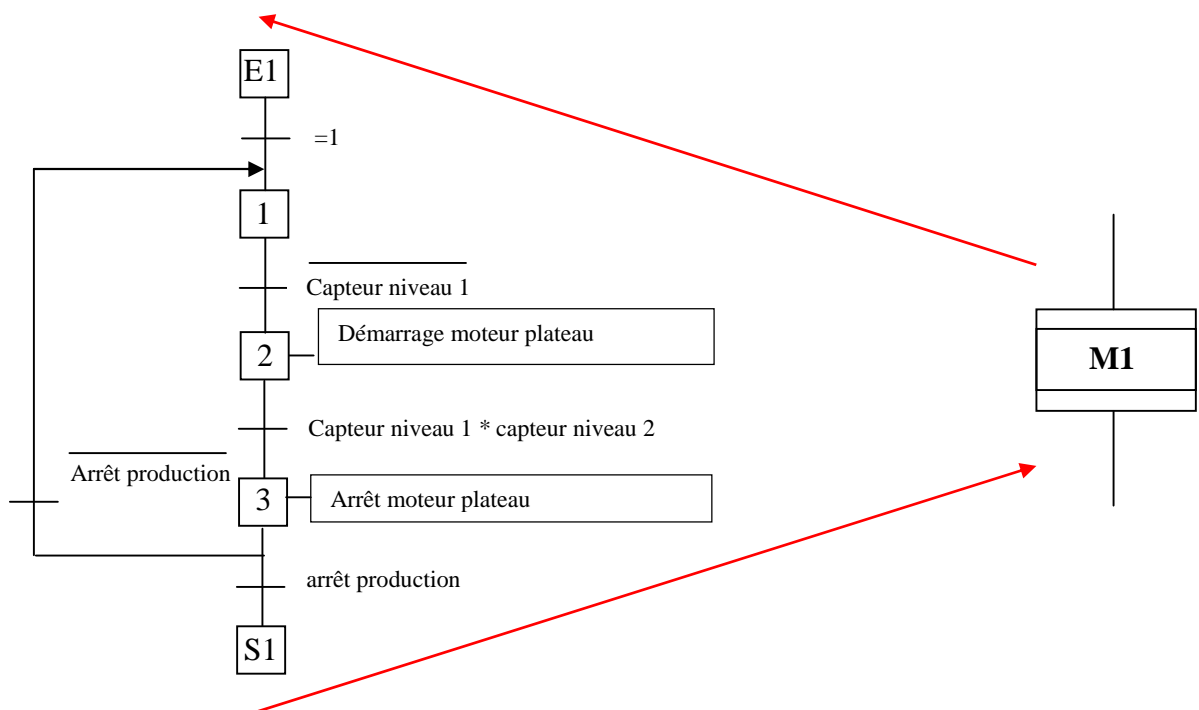 E1
=1
1
Capteur niveau 1
Démarrage moteur plateau
2
M1
Capteur niveau 1 * capteur niveau 2
Arrêt production
3
Arrêt moteur plateau
arrêt production
S1